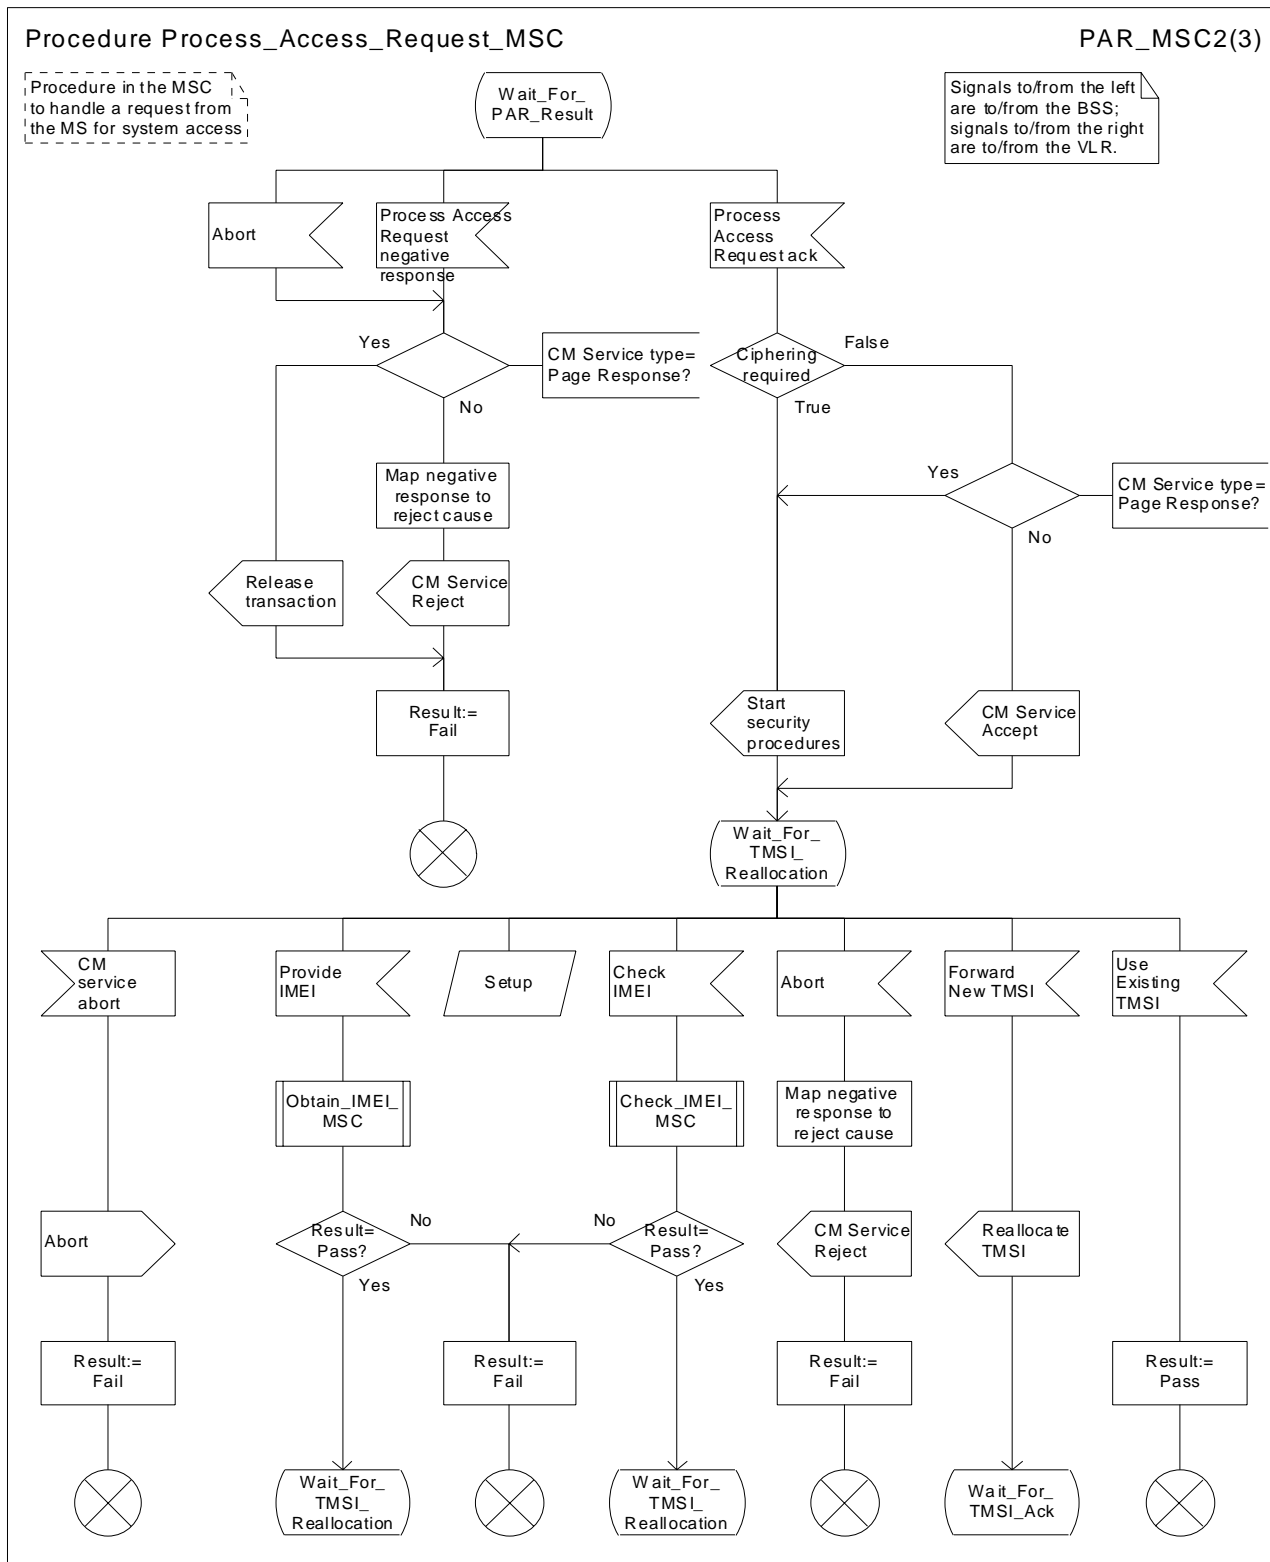 Procedure Process_Access_Request_MSC
PAR_MSC2(3)
Procedure in the MSC
to handle a request from
the MS for system access
Wait_For_
PAR_Result
Signals to/from the left
are to/from the BSS;
signals to/from the right
are to/from the VLR.
Abort
Process Access
Request
negative
response
Process
Access
Request ack
Yes
No
CM Service type=
Page Response?
Ciphering
required
False
True
Map negative
response to
reject cause
Yes
No
CM Service type=
Page Response?
Release
transaction
CM Service
Reject
Result:=
Fail
Start
security
procedures
CM Service
Accept
Wait_For_
TMSI_
Reallocation
CM
service
abort
Provide
IMEI
Setup
Check
IMEI
Abort
Forward
New TMSI
Use
Existing
TMSI
Obtain_IMEI_
MSC
Check_IMEI_
MSC
Map negative
response to
reject cause
Abort
Result=
Pass?
No
Yes
No
Result=
Pass?
Yes
CM Service
Reject
Reallocate
TMSI
Result:=
Fail
Result:=
Fail
Result:=
Fail
Result:=
Pass
Wait_For_
TMSI_
Reallocation
Wait_For_
TMSI_
Reallocation
Wait_For_
TMSI_Ack